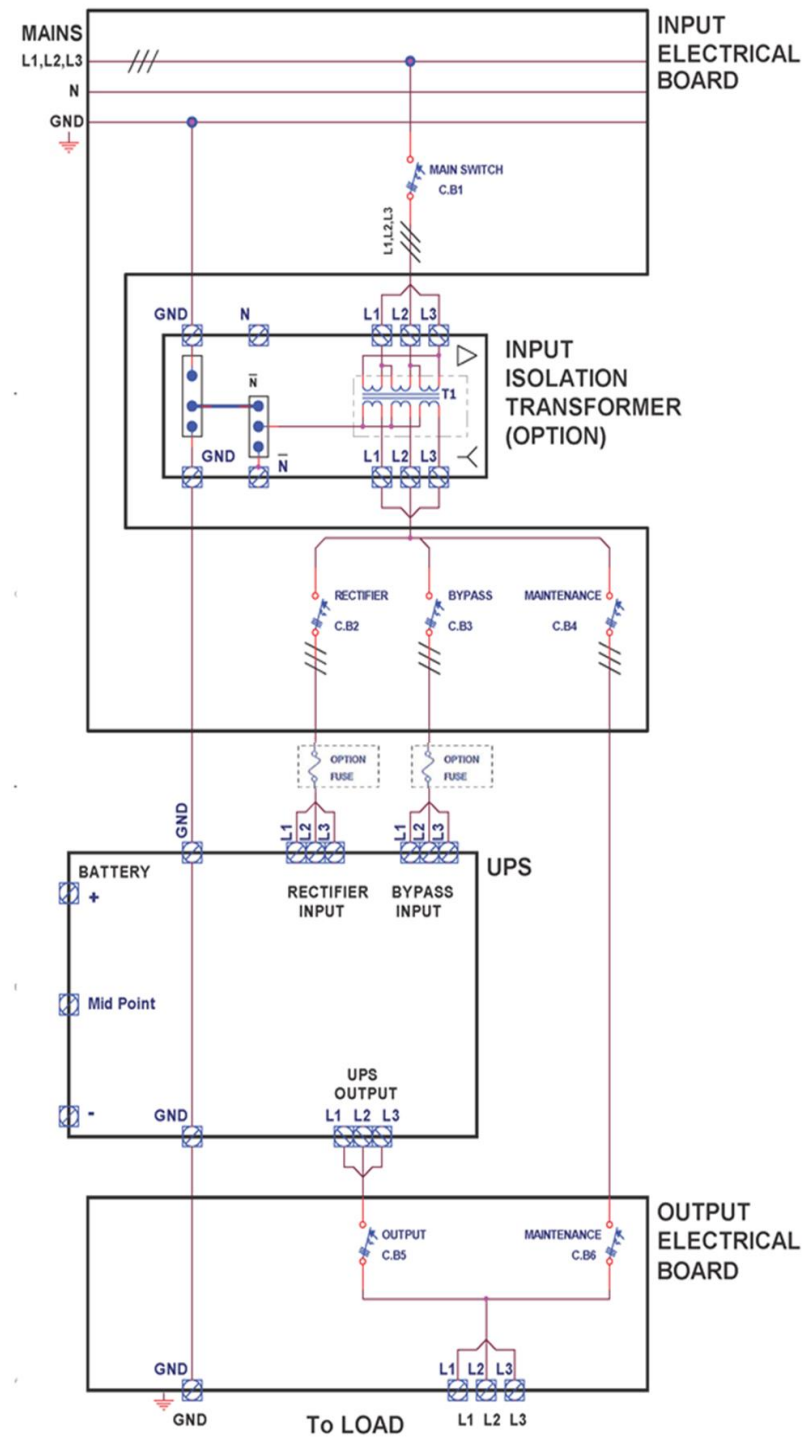 MAINS
L1,L2,L3
N
GND
INPUT
ELECTRICAL
BOARD
MAIN SWITCH
C.B1
L1,L2,L3
GND
N
L1
L2
L3
N̅
T1
INPUT
ISOLATION
TRANSFORMER
(OPTION)
GND
N̅
L1
L2
L3
RECTIFIER
C.B2
BYPASS
C.B3
MAINTENANCE
C.B4
OPTION
FUSE
OPTION
FUSE
GND
L1
L2
L3
L1
L2
L3
UPS
BATTERY
+
RECTIFIER
INPUT
BYPASS
INPUT
Mid Point
UPS
OUTPUT
-
GND
L1 L2 L3
OUTPUT
C.B5
MAINTENANCE
C.B6
OUTPUT
ELECTRICAL
BOARD
GND
L1
L2
L3
GND
To LOAD
L1 L2 L3